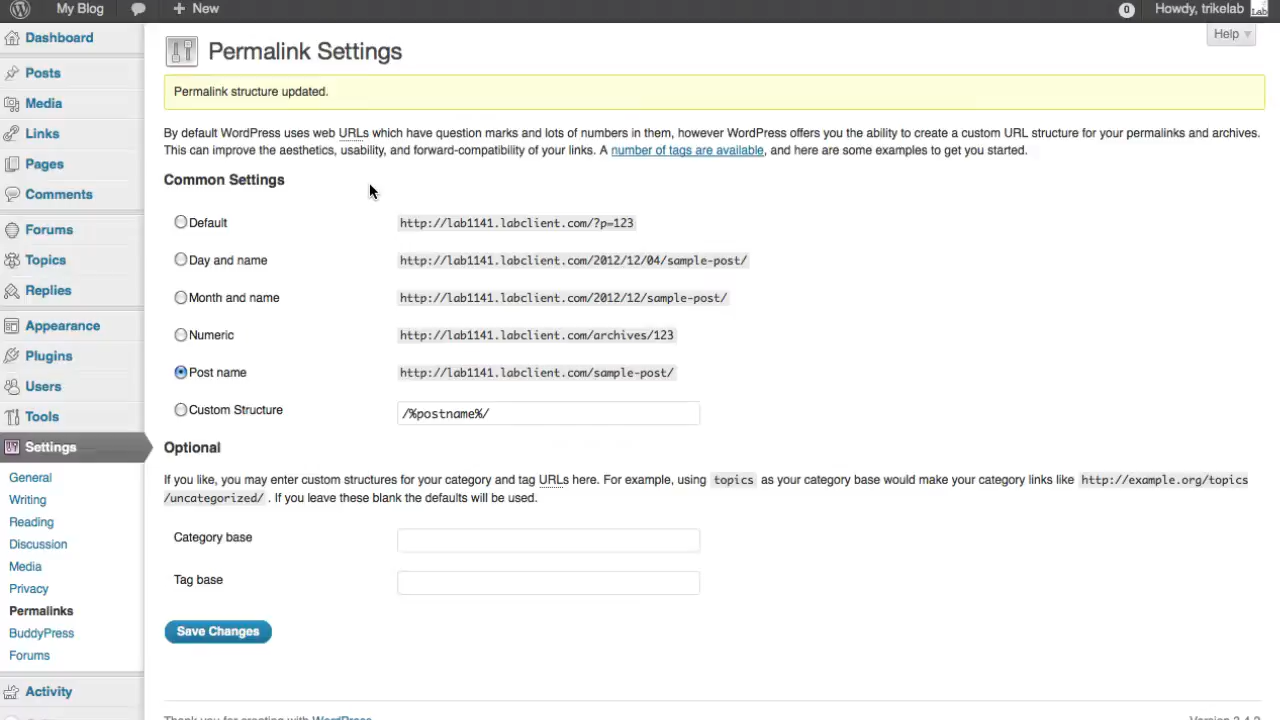 My Blog
New
0
Howdy, trikelab
Lab
Help
Dashboard
Posts
Media
Links
Pages
Comments
Forums
Topics
Replies
Appearance
Plugins
Users
Tools
Settings
General
Writing
Reading
Discussion
Media
Privacy
Permalinks
BuddyPress
Forums
Activity
Permalink Settings
Permalink structure updated.
By default WordPress uses web URLs which have question marks and lots of numbers in them, however WordPress offers you the ability to create a custom URL structure for your permalinks and archives.
This can improve the aesthetics, usability, and forward-compatibility of your links. A number of tags are available, and here are some examples to get you started.
Common Settings
Default http://lab1141.labclient.com/?p=123
Day and name http://lab1141.labclient.com/2012/12/04/sample-post/
Month and name http://lab1141.labclient.com/2012/12/sample-post/
Numeric http://lab1141.labclient.com/archives/123
Post name http://lab1141.labclient.com/sample-post/
Custom Structure /%postname%/
Optional
If you like, you may enter custom structures for your category and tag URLs here. For example, using topics as your category base would make your category links like http://example.org/topics
/uncategorized/ . If you leave these blank the defaults will be used.
Category base
Tag base
Save Changes
Thank you for creating with WordPress